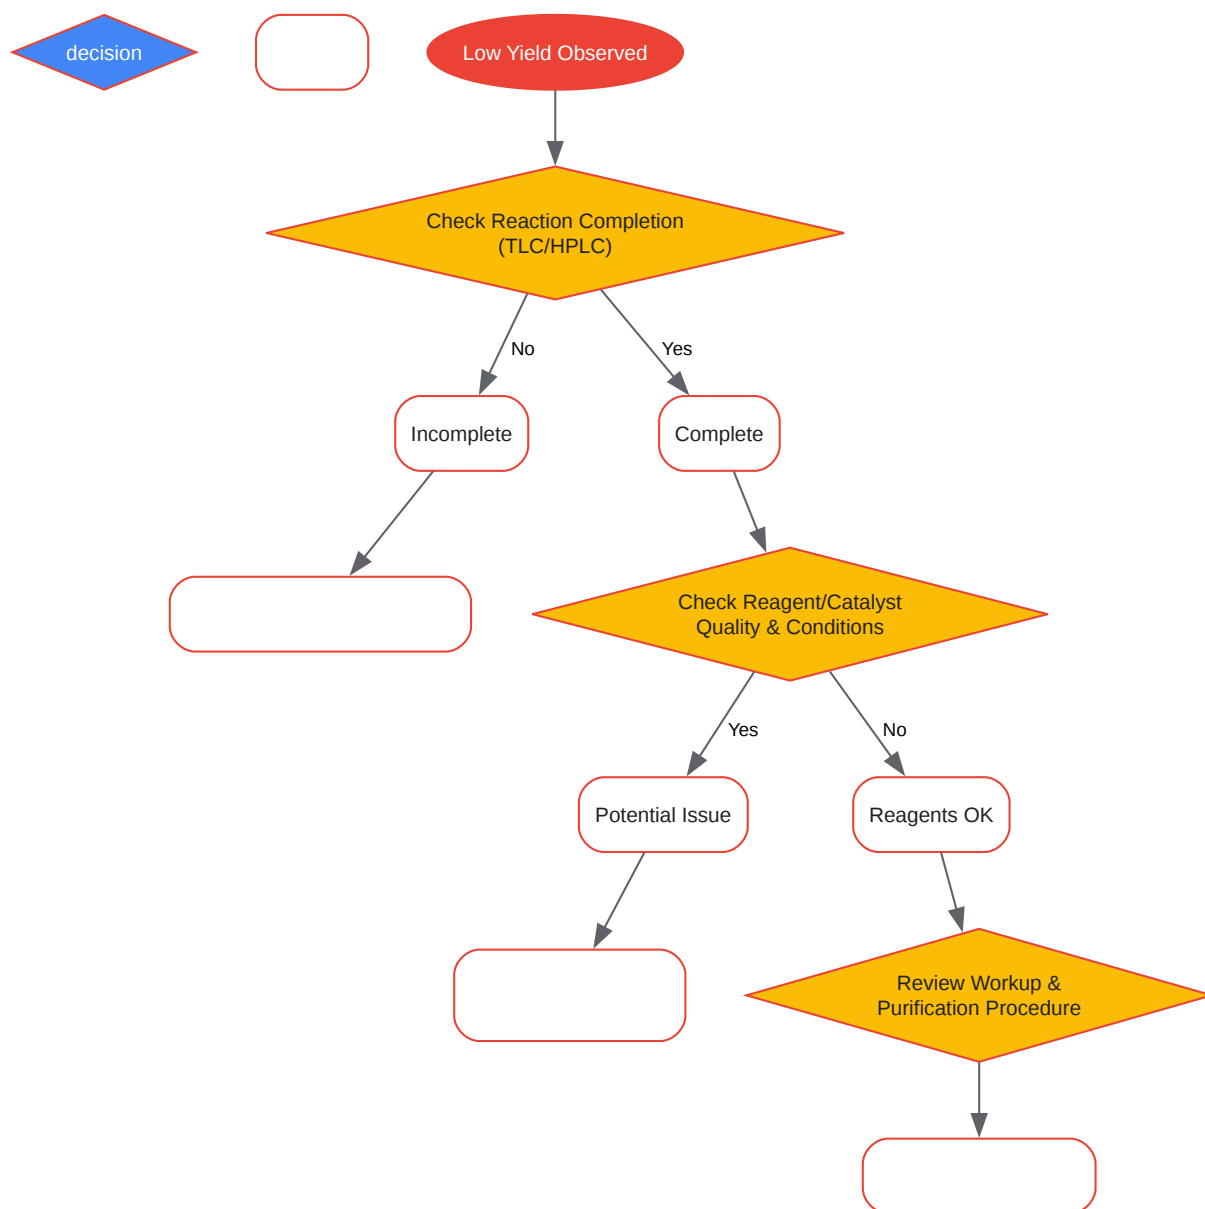 decision
Low Yield Observed
Check Reaction Completion
(TLC/HPLC)
No
Yes
Incomplete
Complete
Check Reagent/Catalyst
Quality & Conditions
Yes
No
Potential Issue
Reagents OK
Review Workup &
Purification Procedure